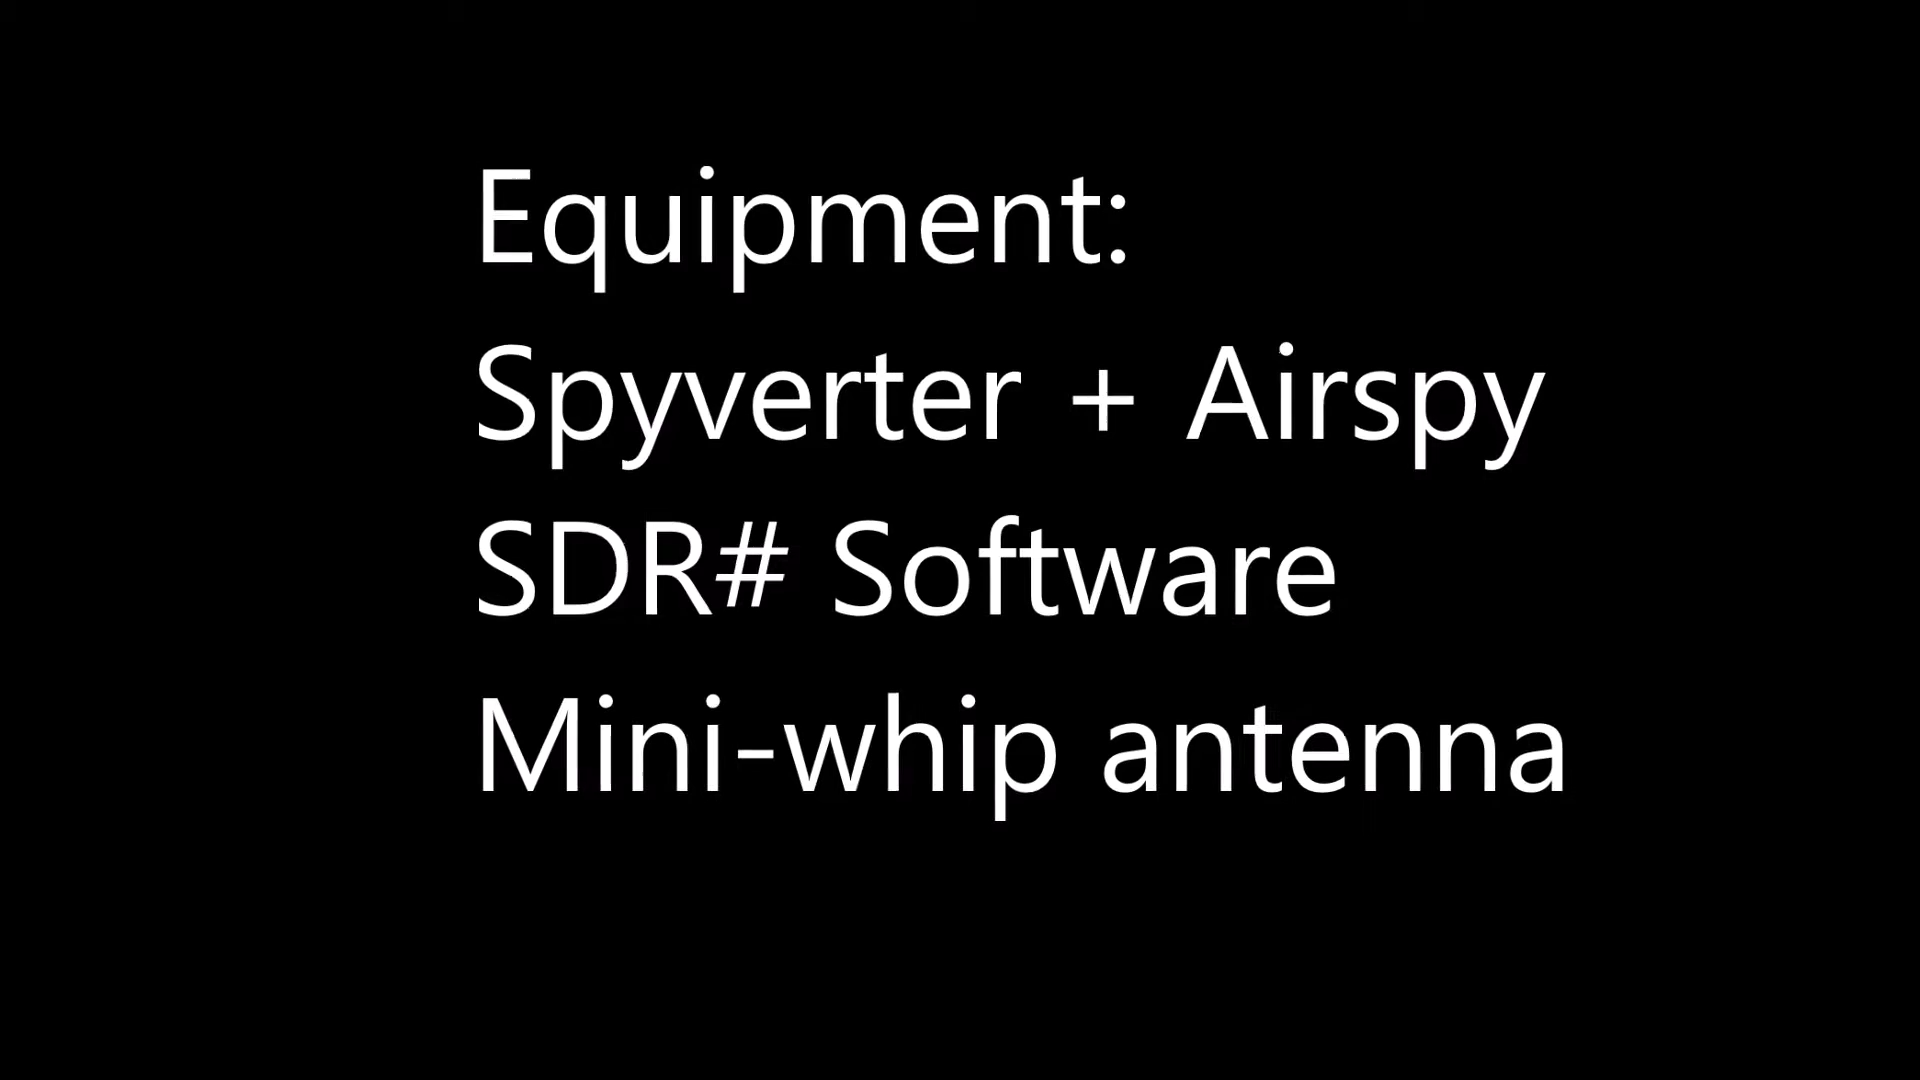 Equipment:
Spyverter + Airspy
SDR# Software
Mini-whip antenna